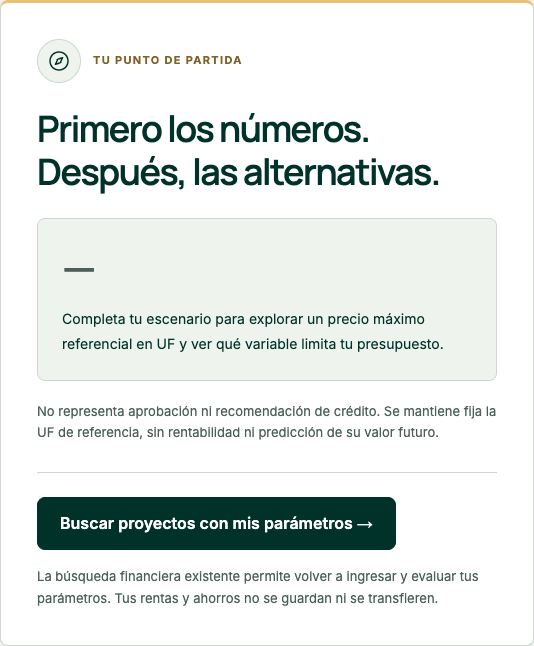 TU PUNTO DE PARTIDA
Primero los números.
Después, las alternativas.
—
Completa tu escenario para explorar un precio máximo
referencial en UF y ver qué variable limita tu presupuesto.
No representa aprobación ni recomendación de crédito. Se mantiene fija la
UF de referencia, sin rentabilidad ni predicción de su valor futuro.
Buscar proyectos con mis parámetros →
La búsqueda financiera existente permite volver a ingresar y evaluar tus
parámetros. Tus rentas y ahorros no se guardan ni se transfieren.